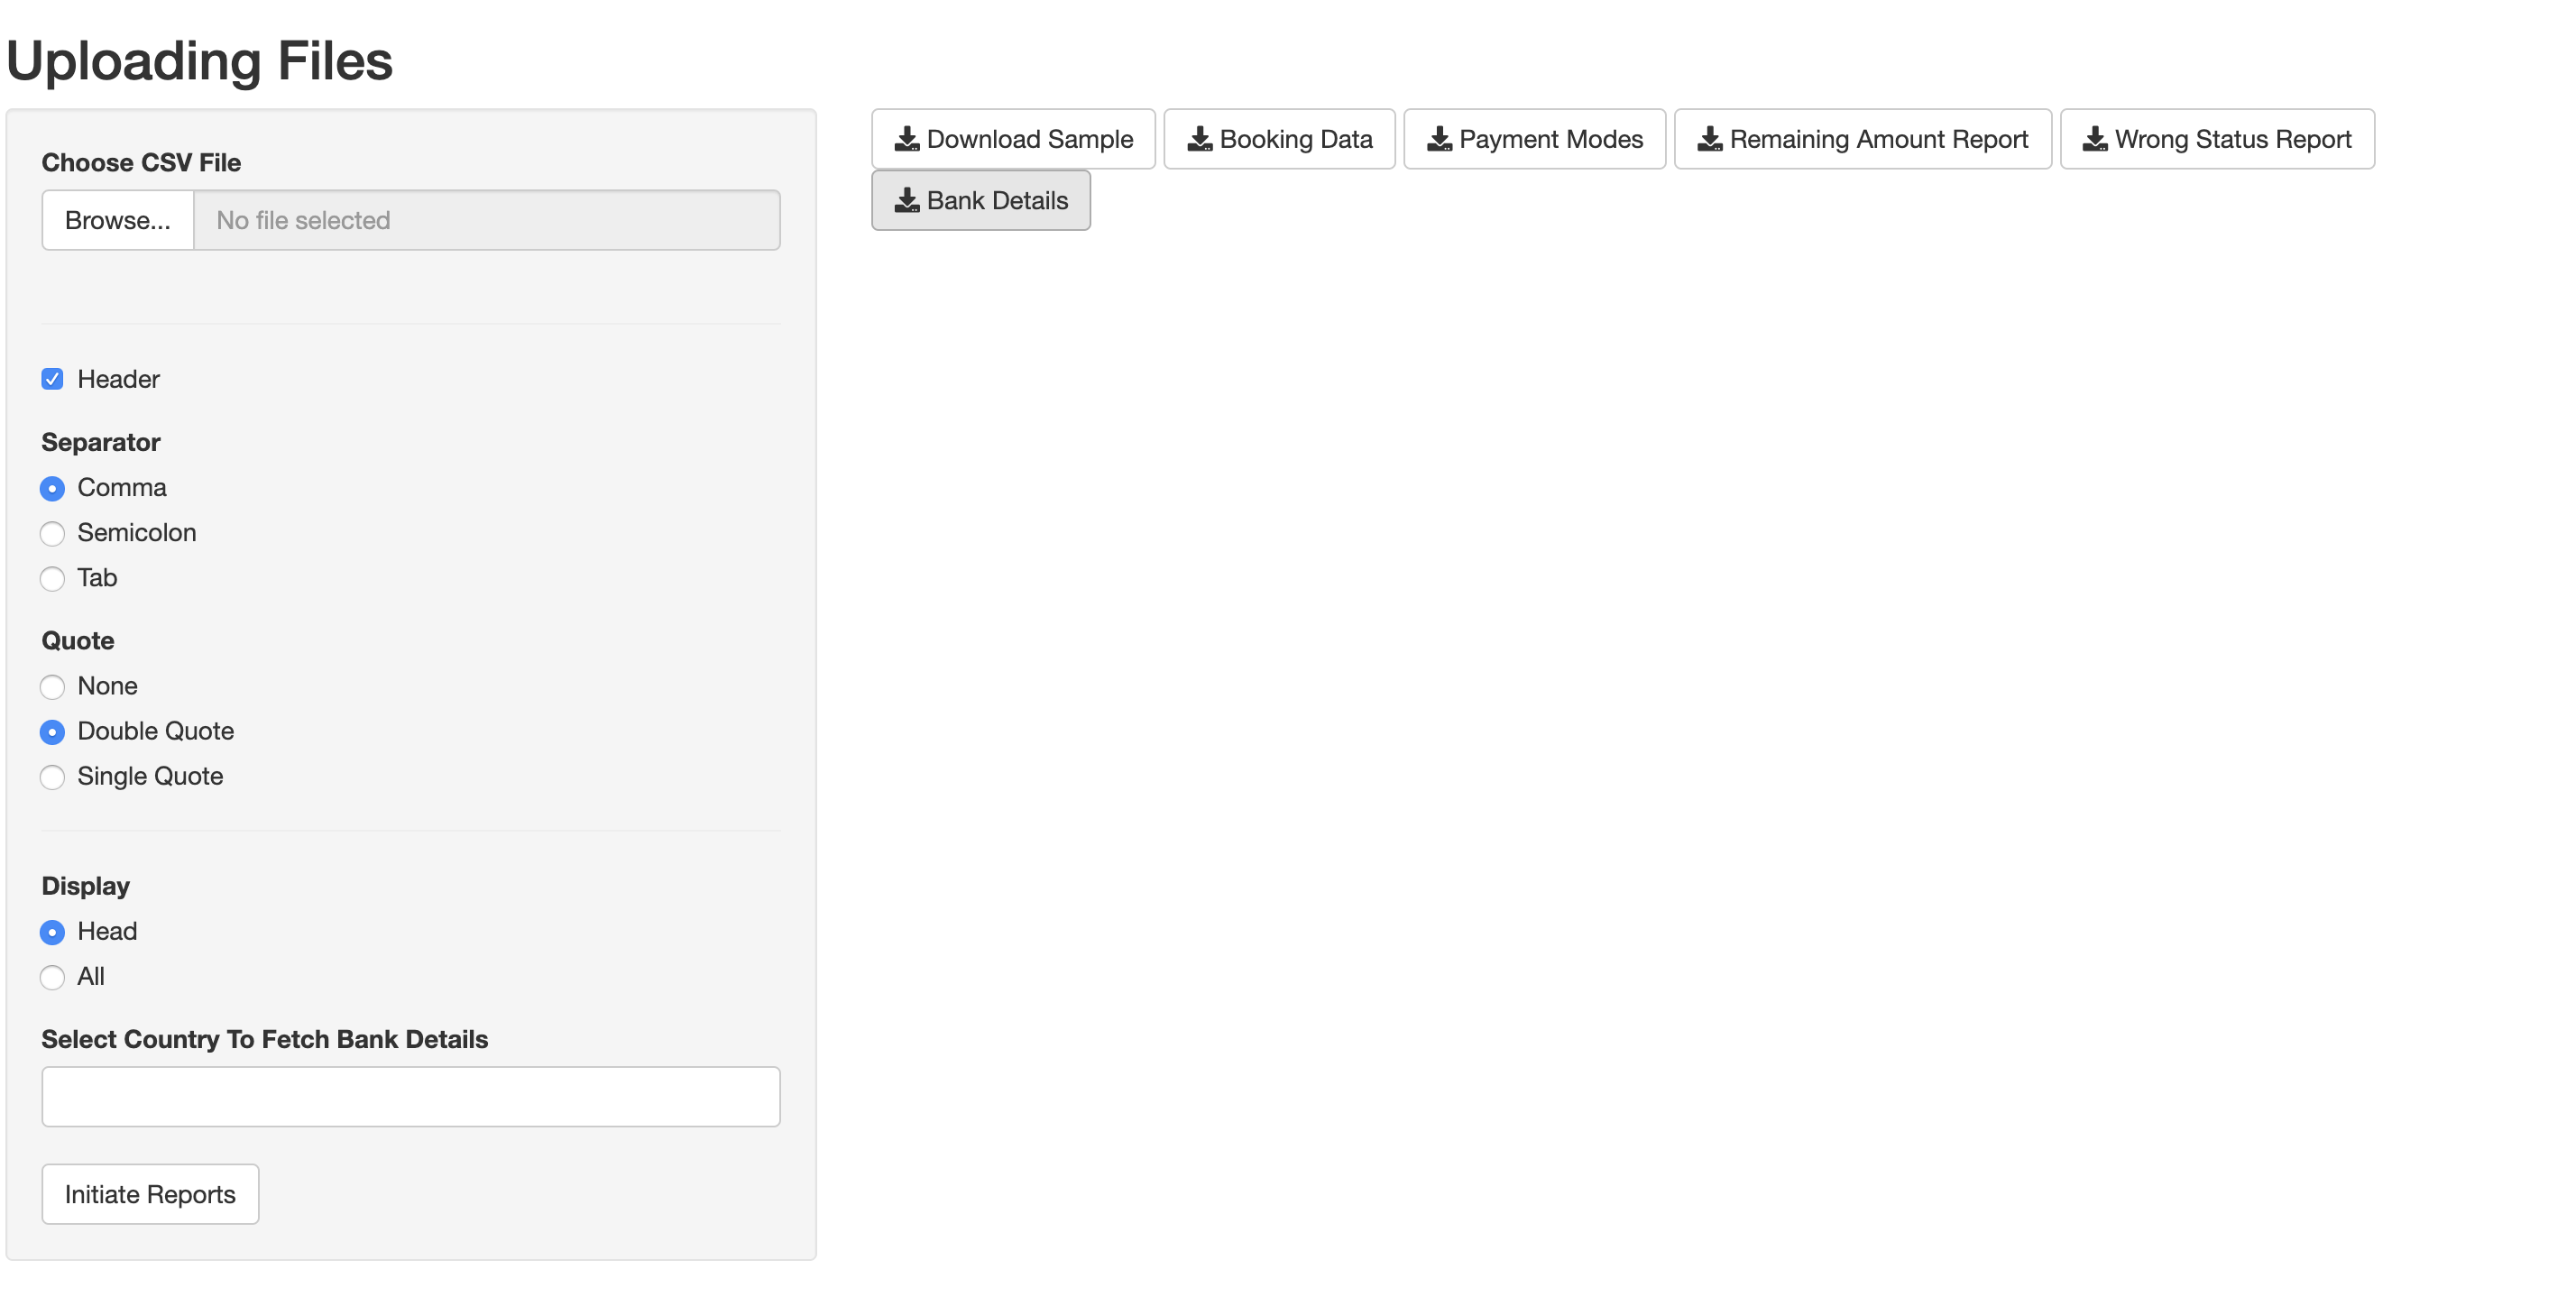 Uploading Files
Choose CSV File
Browse... No file selected
Header
Separator
Comma
Semicolon
Tab
Quote
None
Double Quote
Single Quote
Display
Head
All
Select Country To Fetch Bank Details
Initiate Reports
Download Sample Booking Data Payment Modes Remaining Amount Report Wrong Status Report
Bank Details